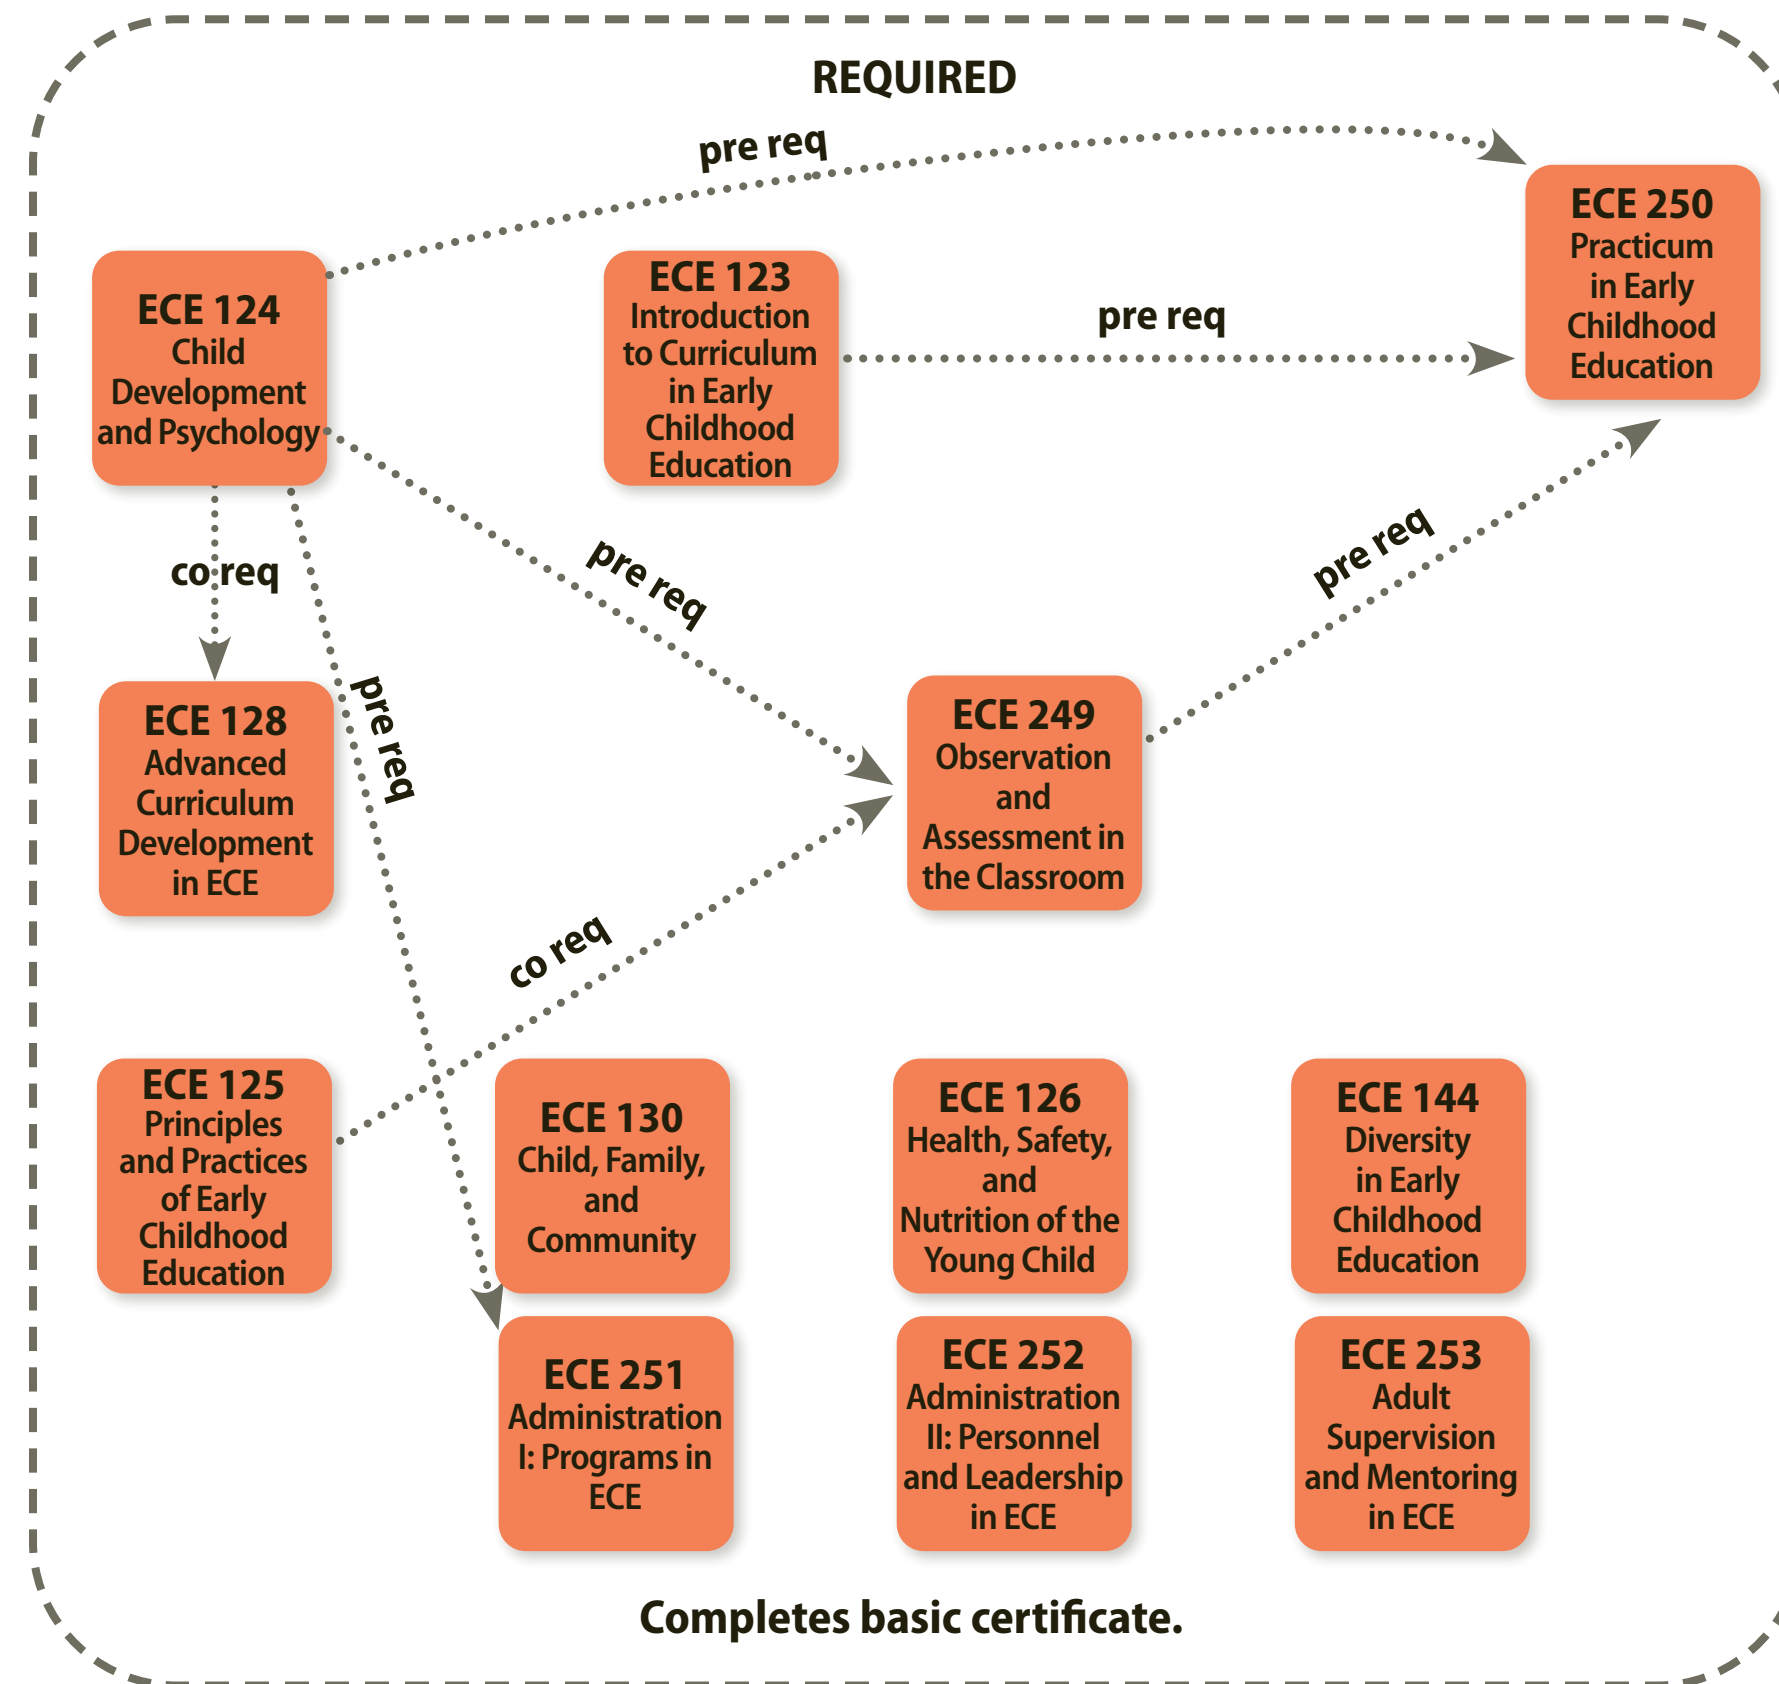 REQUIRED
pre req
ECE 250
Practicum
in Early
Childhood
Education
ECE 124
Child
Development
and Psychology
ECE 123
Introduction
to Curriculum
in Early
Childhood
Education
pre req
co req
pre req
pre req
pre req
ECE 128
Advanced
Curriculum
Development
in ECE
ECE 249
Observation
and
Assessment in
the Classroom
co req
ECE 125
Principles
and Practices
of Early
Childhood
Education
ECE 130
Child, Family,
and
Community
ECE 126
Health, Safety,
and
Nutrition of the
Young Child
ECE 144
Diversity
in Early
Childhood
Education
ECE 251
Administration
I: Programs in
ECE
ECE 252
Administration
II: Personnel
and Leadership
in ECE
ECE 253
Adult
Supervision
and Mentoring
in ECE
Completes basic certificate.